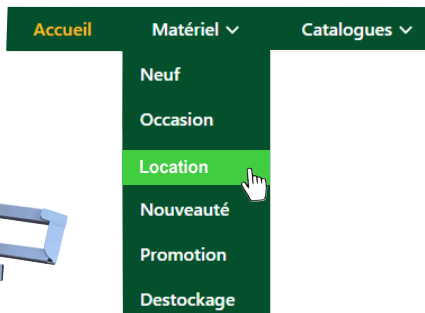 Accueil Matériel Catalogues
Neuf
Occasion
Location
Nouveauté
Promotion
Destockage